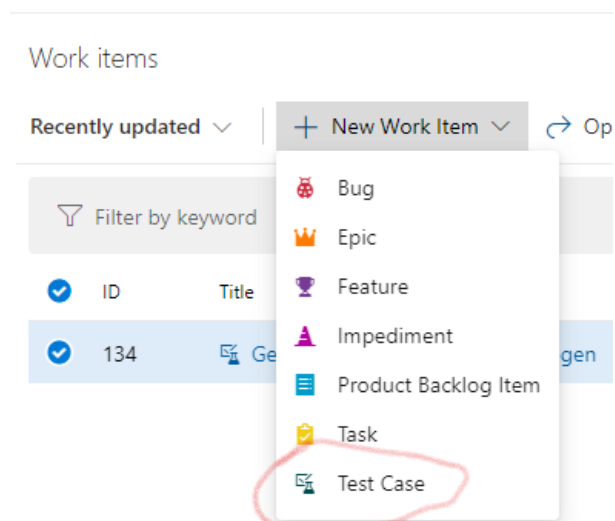 Work items
Recently updated
New Work Item
Op
Filter by keyword
Bug
Epic
Feature
Impediment
Product Backlog Item
Task
Test Case
ID Title
134 Ge gen